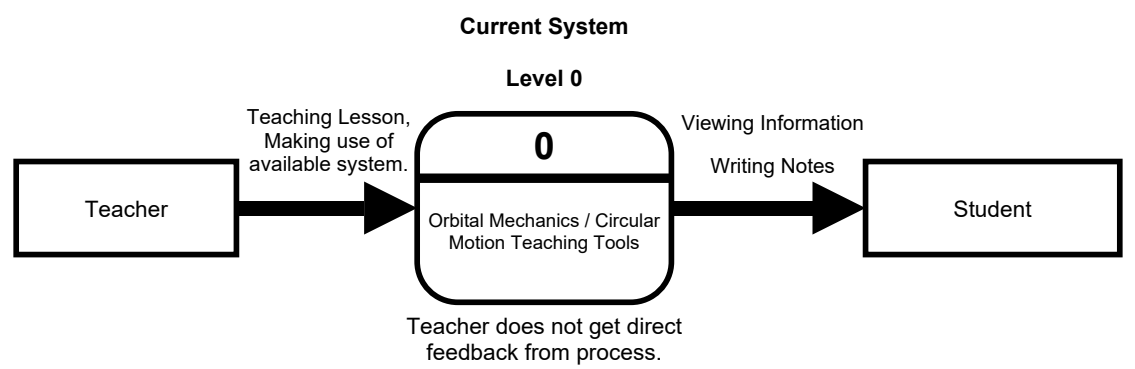 Current System
Level 0
Teaching Lesson,
Making use of
available system.
0
Viewing Information
Writing Notes
Teacher
Orbital Mechanics / Circular
Motion Teaching Tools
Student
Teacher does not get direct
feedback from process.